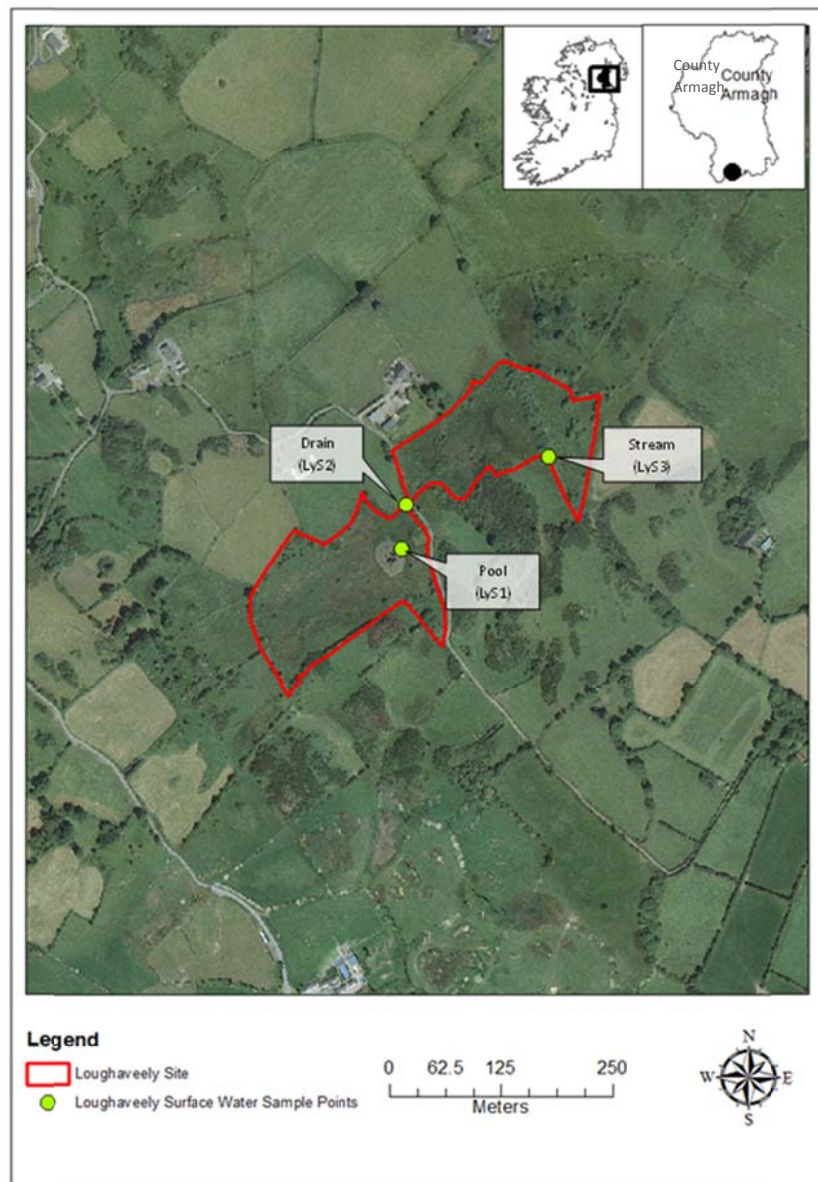 County
Armagh
County
Armagh
Drain
(LyS2)
Stream
(LyS3)
Pool
(LyS1)
Legend
Loughaveely Site
Loughaveely Surface Water Sample Points
0 62.5 125 250
Meters
N
W E
S